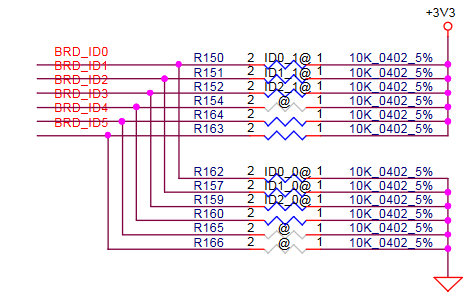 +3V3
BRD_ID0
BRD_ID1
BRD_ID2
BRD_ID3
BRD_ID4
BRD_ID5
R150 2 ID0_1@ 1 10K_0402_5%
R151 2 ID1_1@ 1 10K_0402_5%
R152 2 ID2_1@ 1 10K_0402_5%
R154 2 @ 1 10K_0402_5%
R164 2 1 10K_0402_5%
R163 2 1 10K_0402_5%
R162 2 ID0_0@ 1 10K_0402_5%
R157 2 ID1_0@ 1 10K_0402_5%
R159 2 ID2_0@ 1 10K_0402_5%
R160 2 1 10K_0402_5%
R165 2 @ 1 10K_0402_5%
R166 2 @ 1 10K_0402_5%